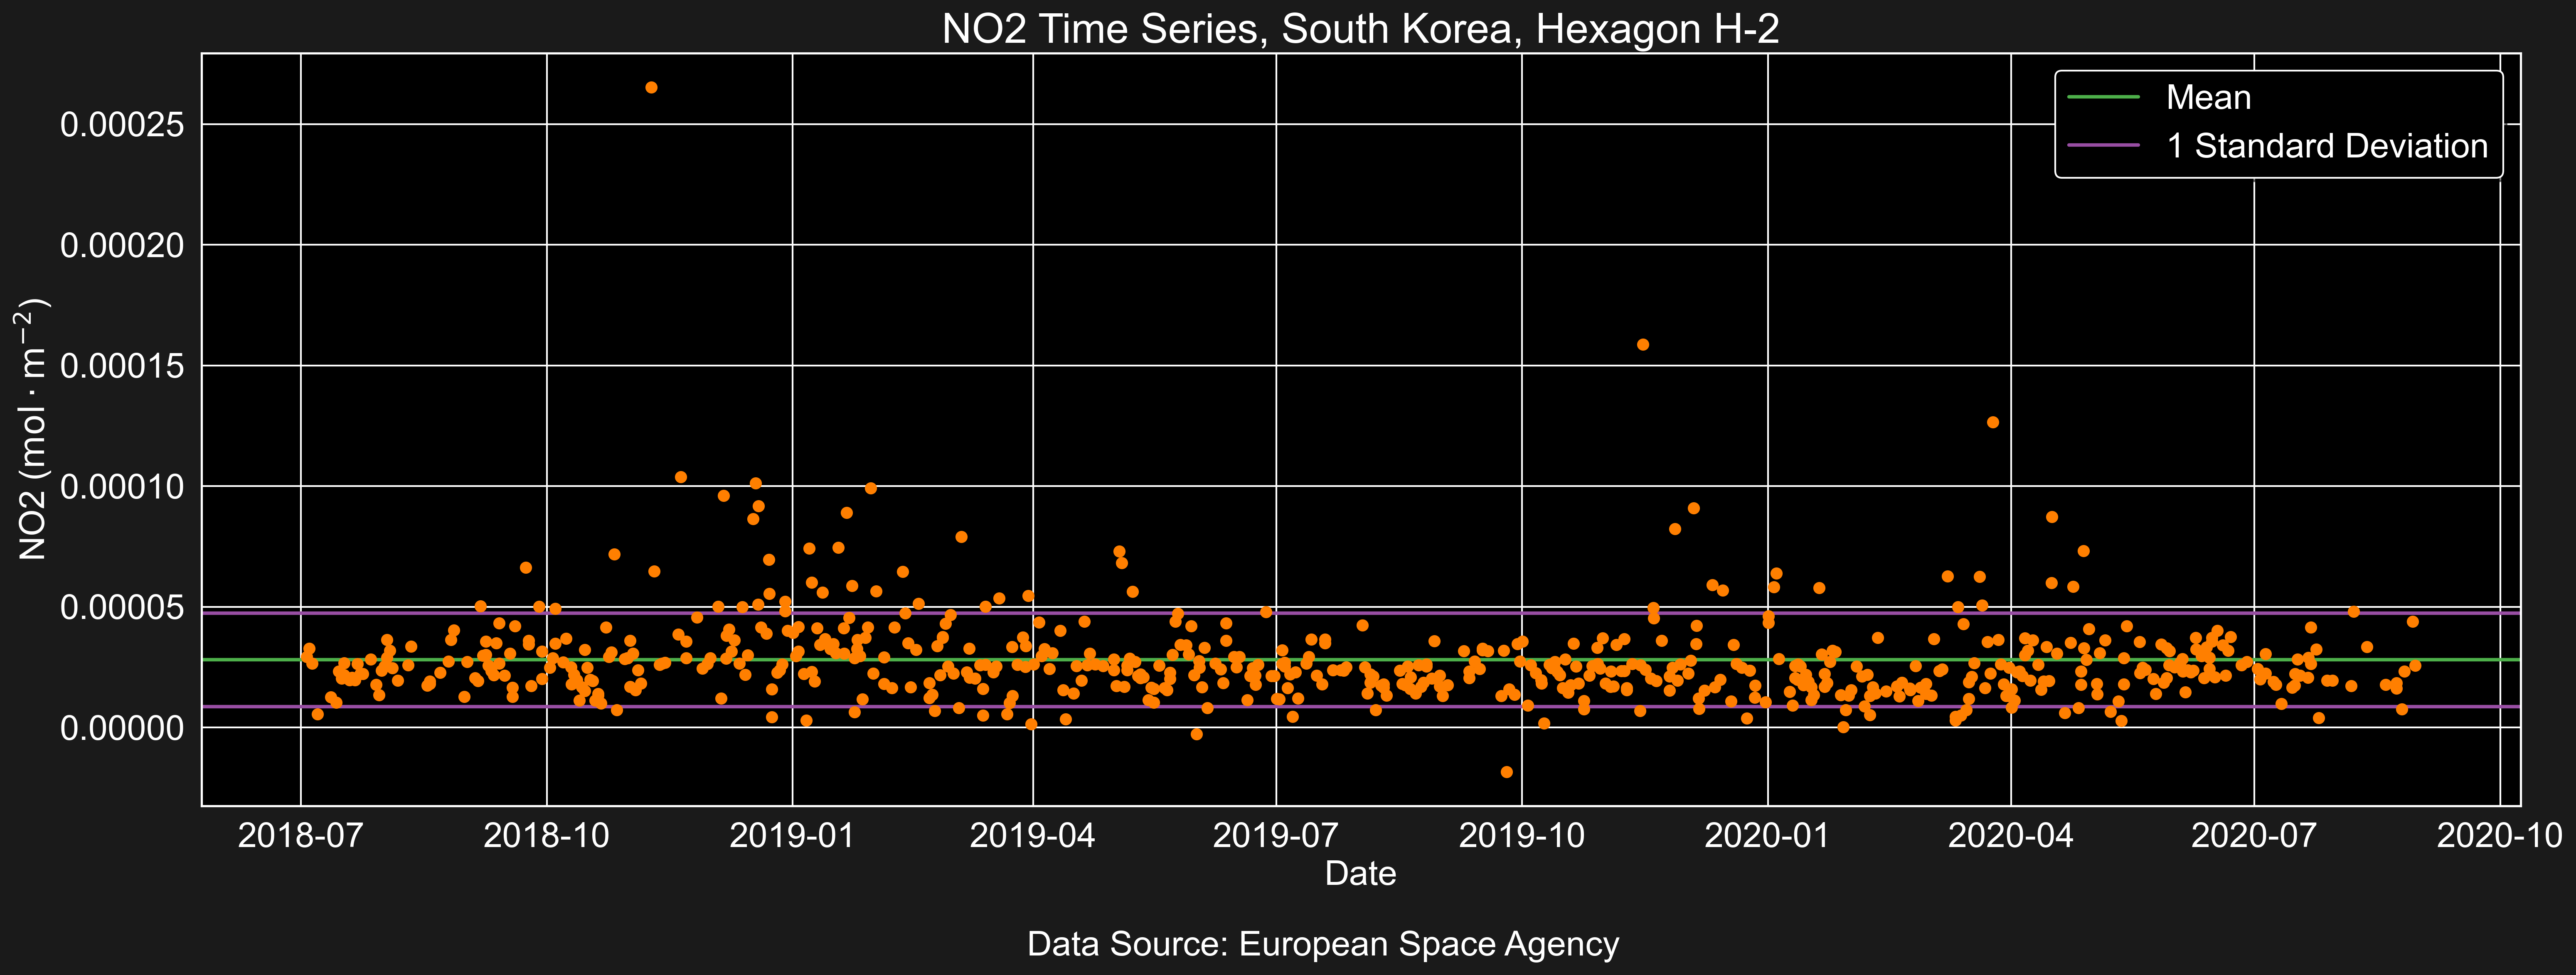 NO2 Time Series, South Korea, Hexagon H-2
Mean
1 Standard Deviation
NO2 (mol · m⁻²)
0.00025
0.00020
0.00015
0.00010
0.00005
0.00000
2018-07 2018-10 2019-01 2019-04 2019-07 2019-10 2020-01 2020-04 2020-07 2020-10
Date
Data Source: European Space Agency